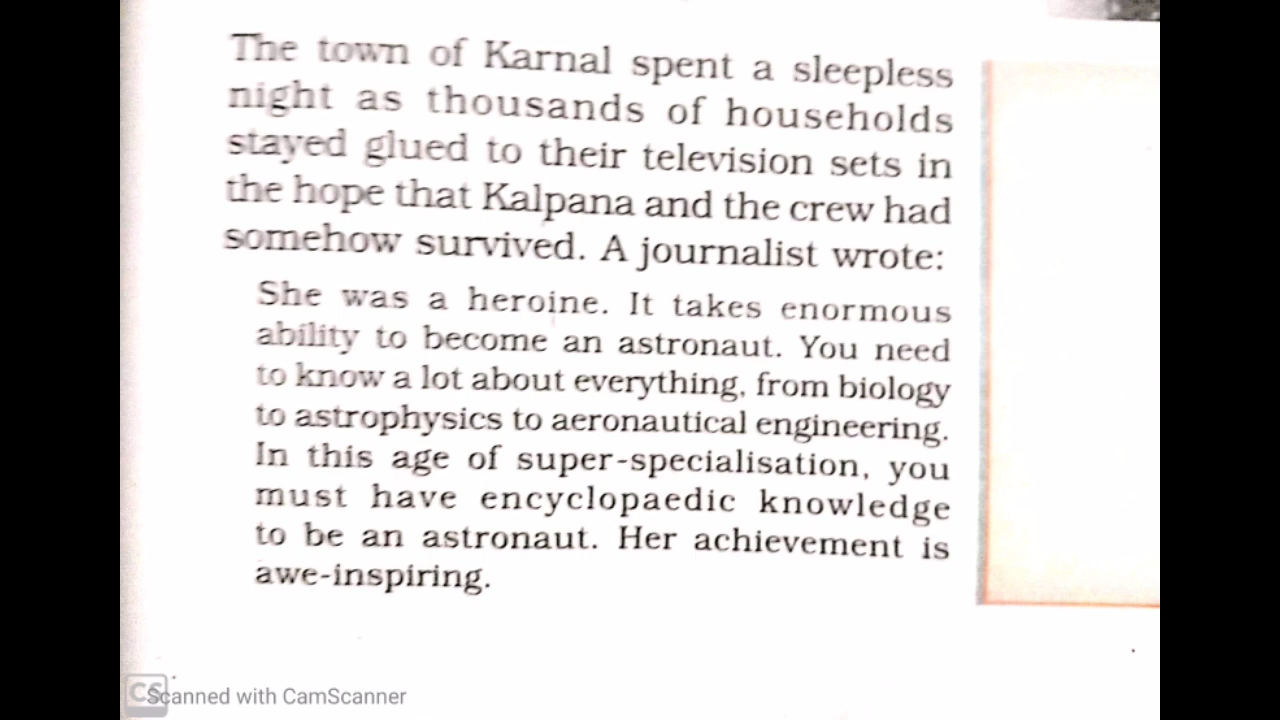 The town of Karnal spent a sleepless
night as thousands of households
stayed glued to their television sets in
the hope that Kalpana and the crew had
somehow survived. A journalist wrote:
She was a heroine. It takes enormous
ability to become an astronaut. You need
to know a lot about everything, from biology
to astrophysics to aeronautical engineering.
In this age of super-specialisation, you
must have encyclopaedic knowledge
to be an astronaut. Her achievement is
awe-inspiring.
CS Scanned with CamScanner